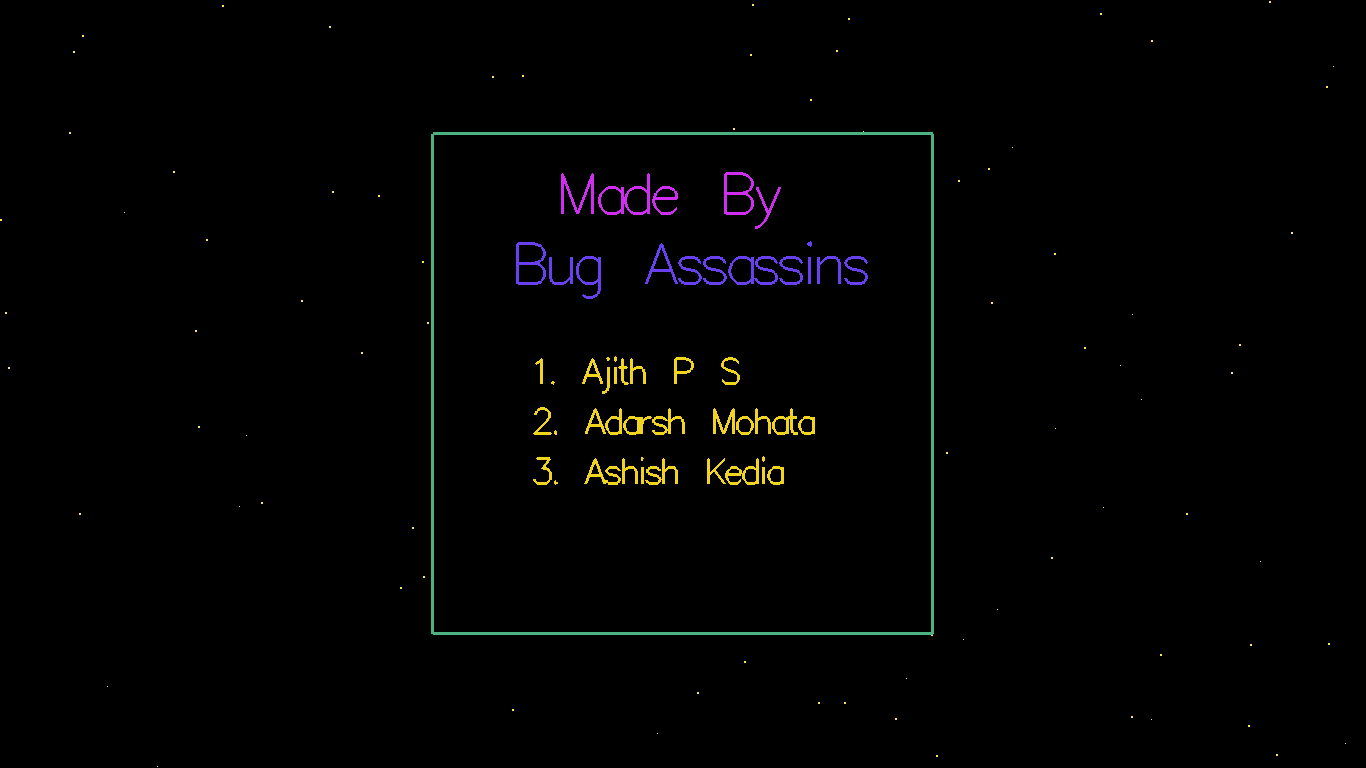 Made By
Bug Assassins
1. Ajith P S
2. Adarsh Mohata
3. Ashish Kedia